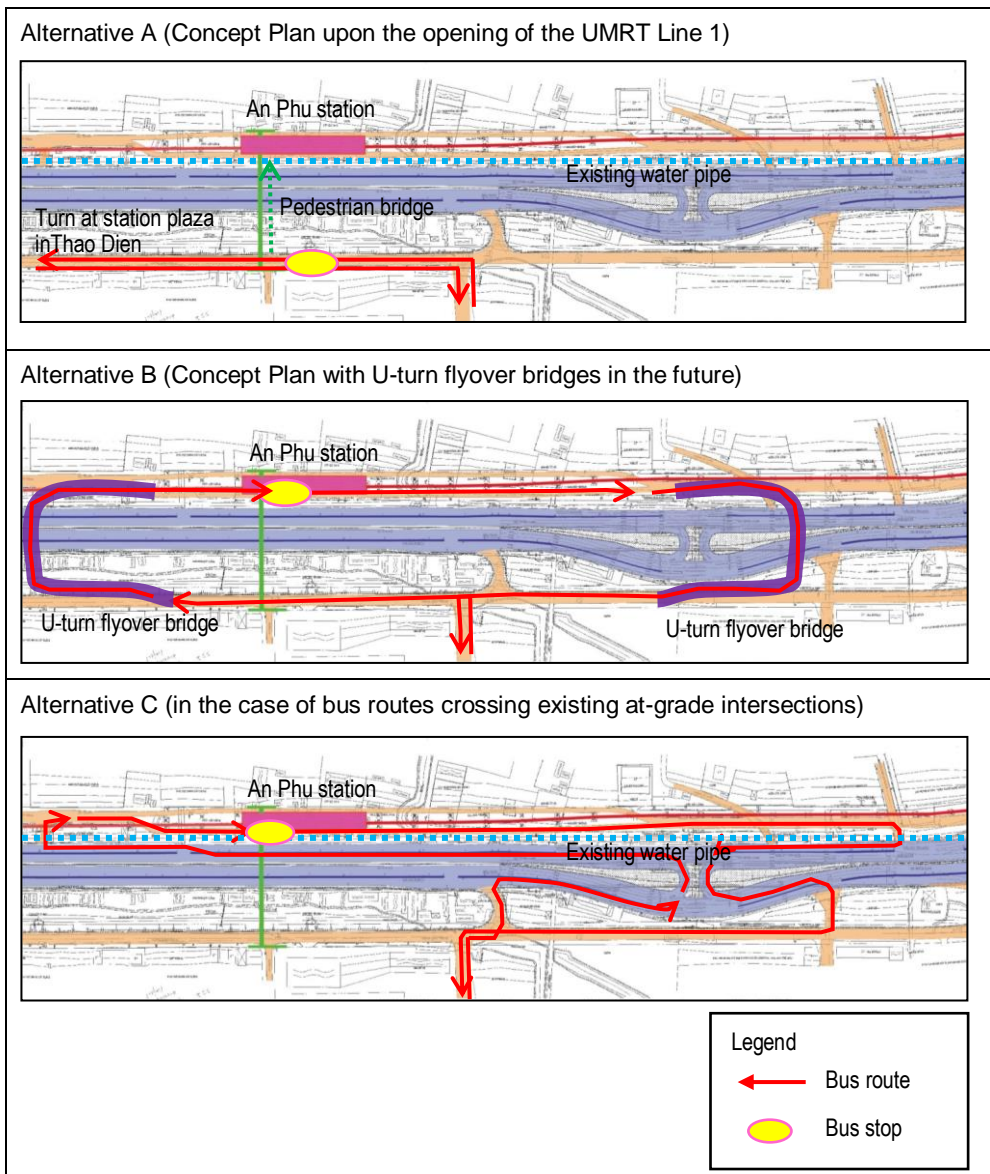 Alternative A (Concept Plan upon the opening of the UMRT Line 1)
An Phu station
Existing water pipe
Pedestrian bridge
Turn at station plaza
inThao Dien
Alternative B (Concept Plan with U-turn flyover bridges in the future)
An Phu station
U-turn flyover bridge
U-turn flyover bridge
Alternative C (in the case of bus routes crossing existing at-grade intersections)
An Phu station
Existing water pipe
Legend
Bus route
Bus stop